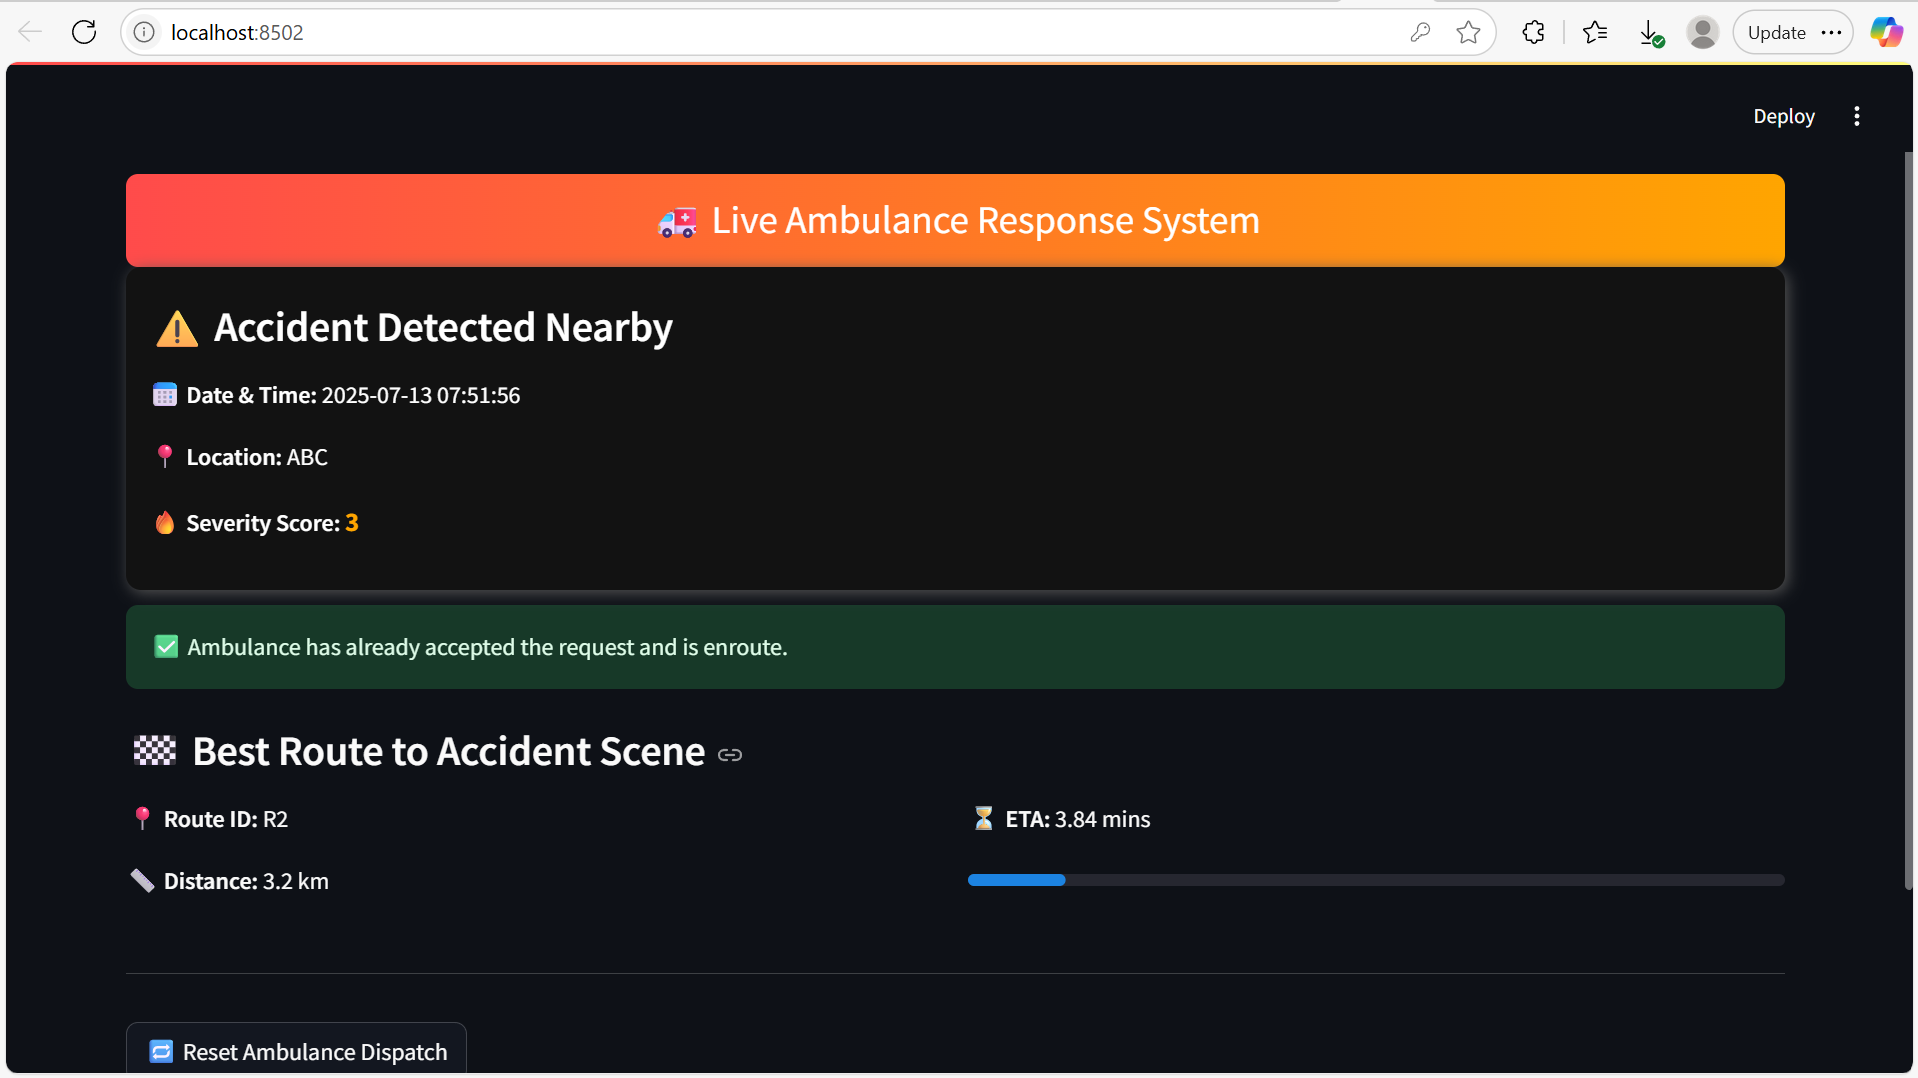 localhost:8502
Update
Deploy
Live Ambulance Response System
Accident Detected Nearby
Date & Time: 2025-07-13 07:51:56
Location: ABC
Severity Score: 3
Ambulance has already accepted the request and is enroute.
Best Route to Accident Scene
Route ID: R2
Distance: 3.2 km
ETA: 3.84 mins
Reset Ambulance Dispatch